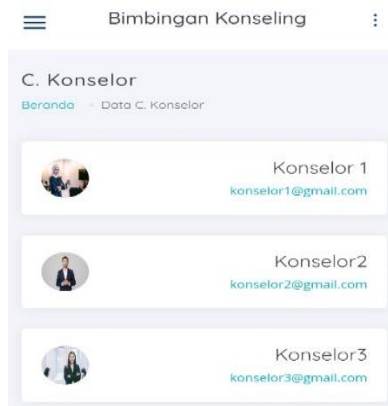 Bimbingan Konseling
C. Konselor
Beranda - Data C. Konselor
Konselor 1
konselor1@gmail.com
Konselor2
konselor2@gmail.com
Konselor3
konselor3@gmail.com